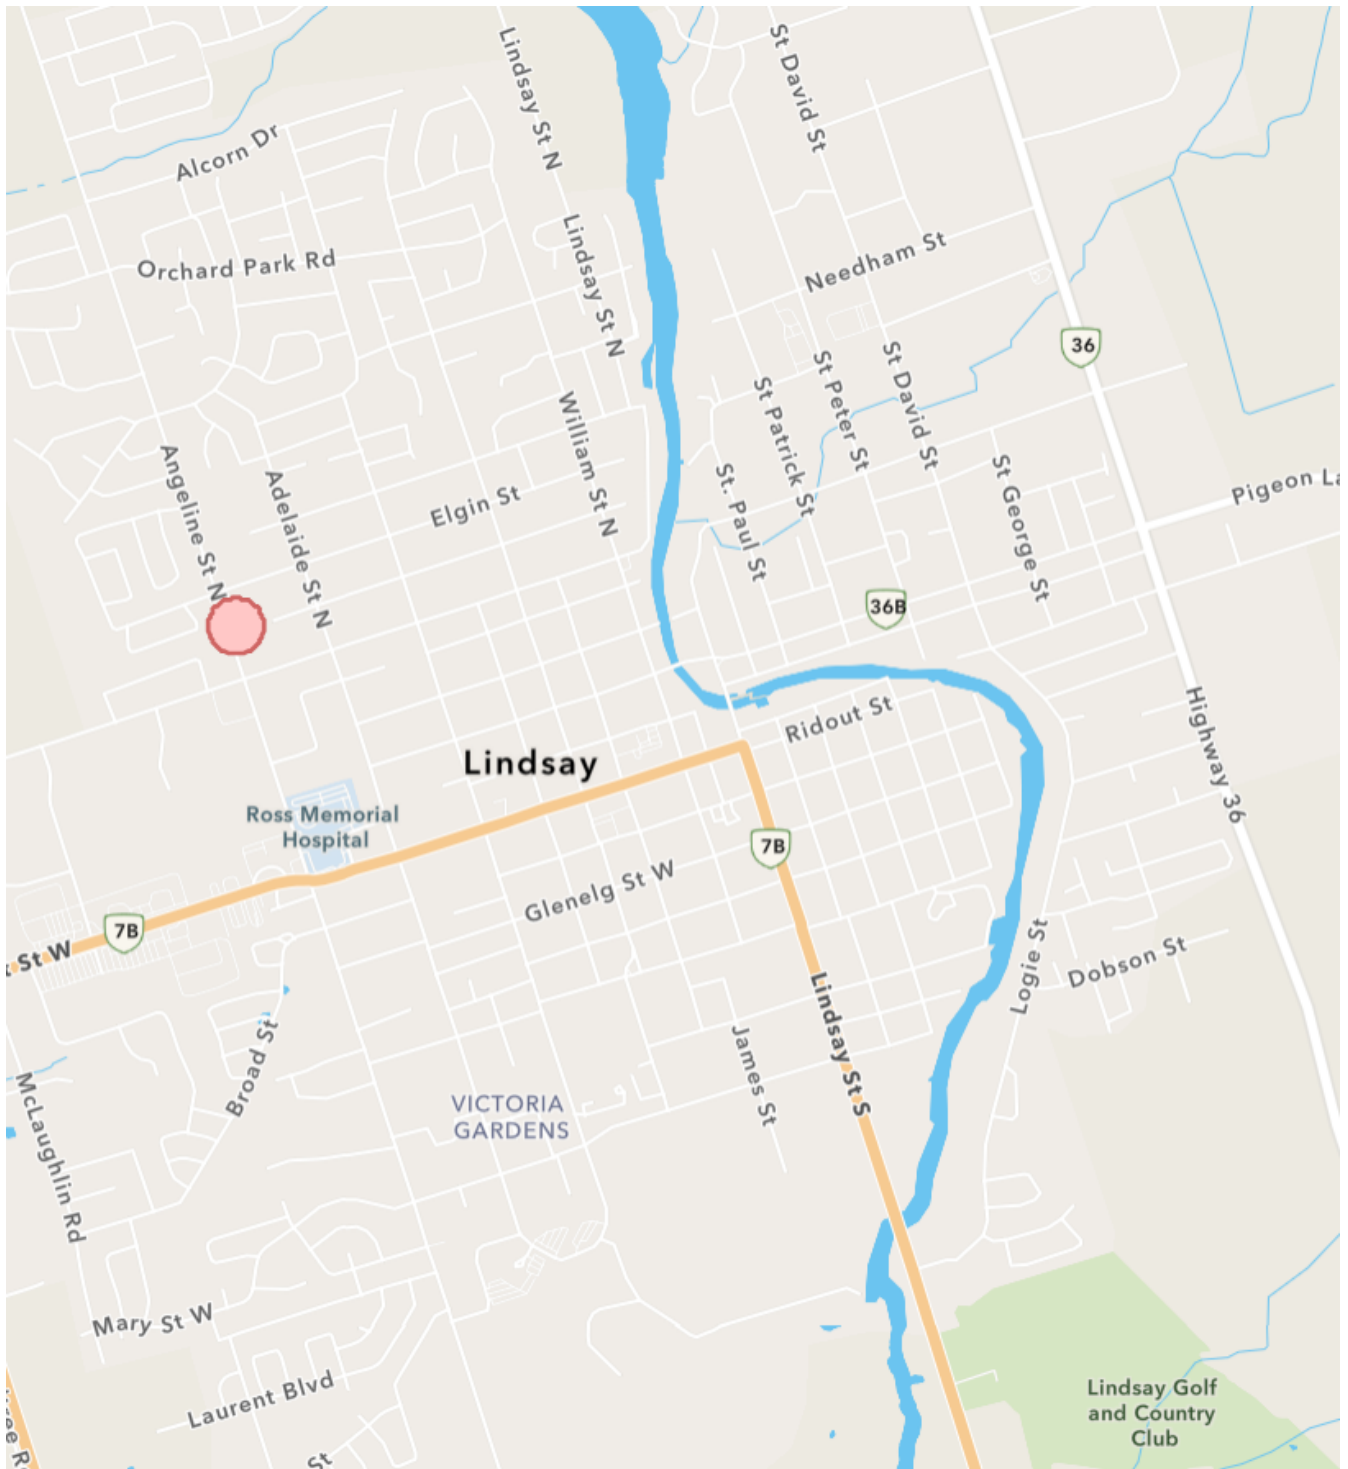 Lindsay St N
St David St
Alcorn Dr
Lindsay St N
Needham St
Orchard Park Rd
36
St David St
St Peter St
St Patrick St
William St N
Angeline St N
Adelaide St N
Elgin St
St. Paul St
St George St
Pigeon La
36B
Highway 36
Ridout St
Lindsay
Ross Memorial
Hospital
7B
Glenelg St W
7B
St W
Logie St
Dobson St
Lindsay St S
James St
Broad St
McLaughlin Rd
VICTORIA
GARDENS
Mary St W
Laurent Blvd
St
Lindsay Golf
and Country
Club